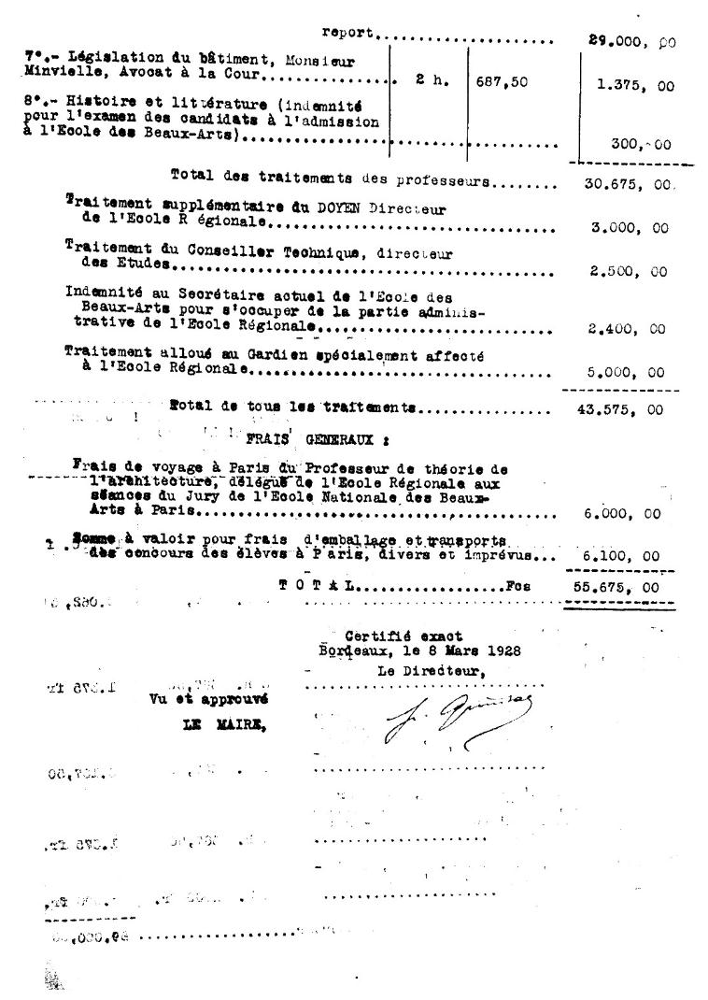 report........................ 29.000, 00
7°.- Législation du bâtiment, Monsieur
Minvielle, Avocat à la Cour............... 2 h. 687,50 1.375, 00
8°.- Histoire et littérature (indemnité
pour l'examen des candidats à l'admission
à l'Ecole des Beaux-Arts)..................................... 300,-00
Total des traitements des professeurs........ 30.675, 00.
Traitement supplémentaire du DOYEN Directeur
de l'Ecole R égionale.................................. 3.000, 00
Traitement du Conseiller Technique, directeur
des Etudes............................................. 2.500, 00
Indemnité au Secrétaire actuel de l'Ecole des
Beaux-Arts pour s'occuper de la partie adminis-
trative de l'Ecole Régionale............................ 2.400, 00
Traitement alloué au Gardien spécialement affecté
à l'Ecole Régionale.................................... 5.000, 00
Total de tous les traitements................ 43.575, 00
FRAIS GENERAUX :
Frais de voyage à Paris du Professeur de théorie de
l'architecture, délégué de l'Ecole Régionale aux
séances du Jury de l'Ecole Nationale des Beaux-
Arts à Paris........................................... 6.000, 00
Somme à valoir pour frais d'emballage et transports
des concours des élèves à P aris, divers et imprévus... 6.100, 00
T O T A L..................Fcs 55.675, 00
Certifié exact
Bordeaux, le 8 Mars 1928
Le Directeur,
Vu et approuvé
LE MAIRE,